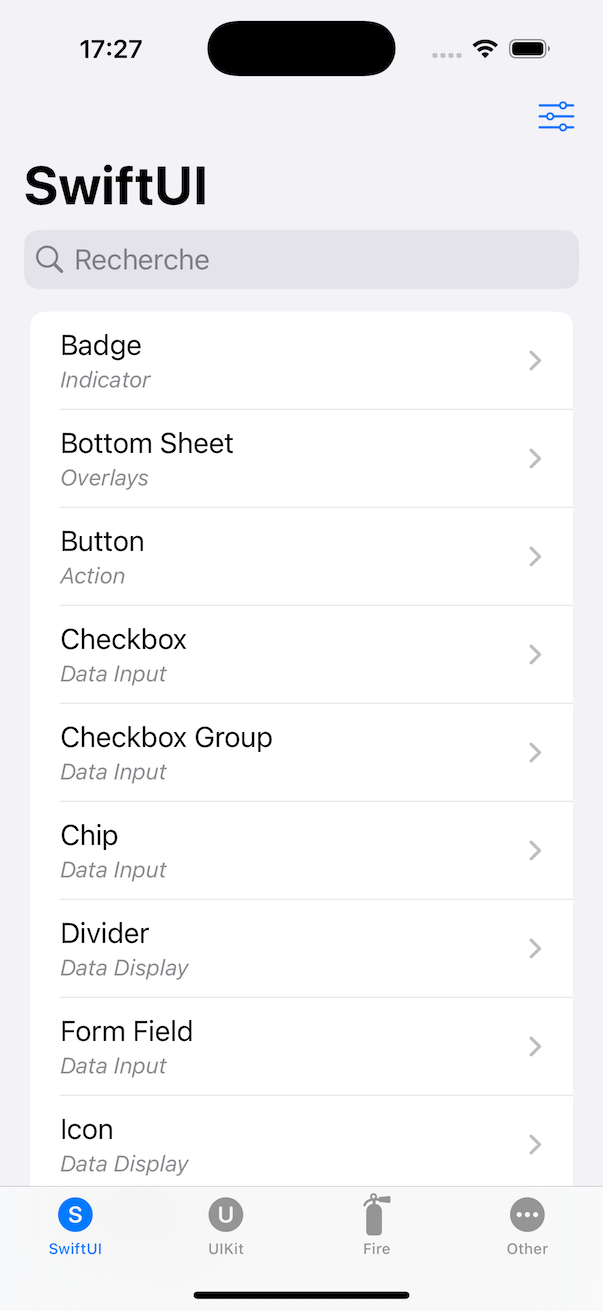 17:27
SwiftUI
Recherche
Badge
Indicator
Bottom Sheet
Overlays
Button
Action
Checkbox
Data Input
Checkbox Group
Data Input
Chip
Data Input
Divider
Data Display
Form Field
Data Input
Icon
Data Display
S
U
SwiftUI
UIKit
Fire
Other